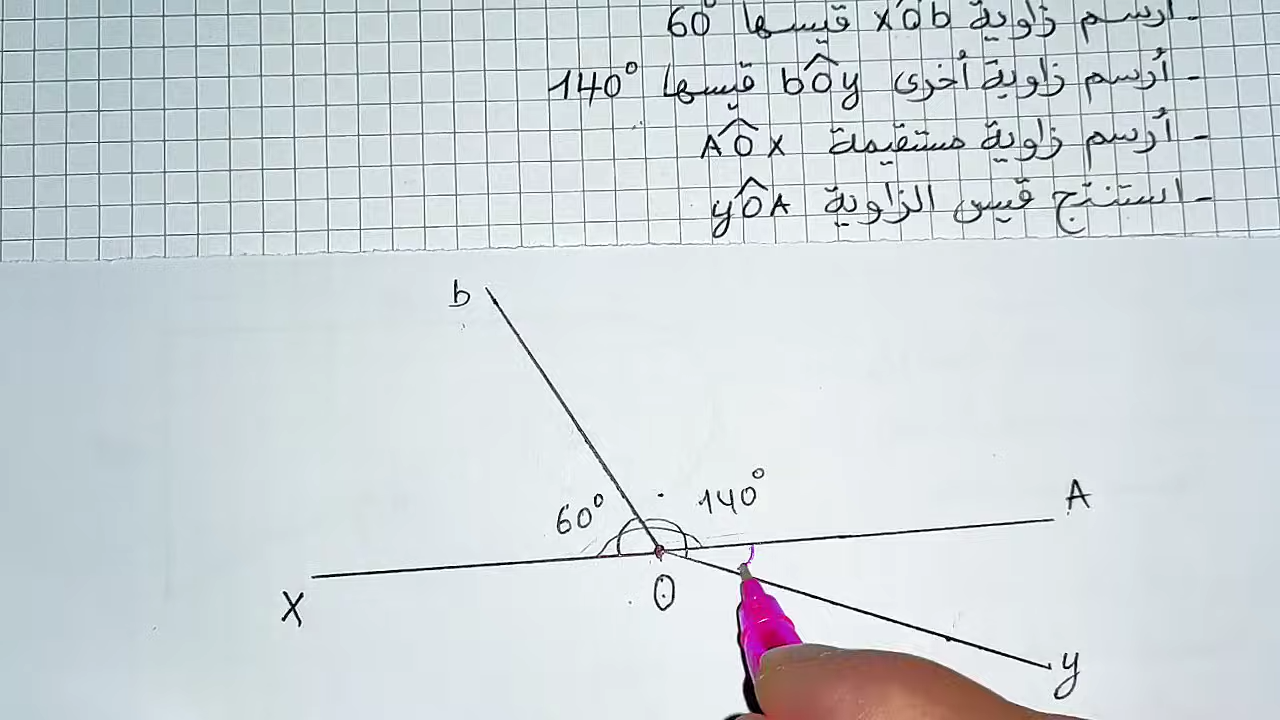 - ارسم زاوية xÔb قيسها 60°
- أرسم زاوية أخرى bÔy قيسها 140°
- أرسم زاوية مستقيمة AÔX
- استنتج قيس الزاوية yÔA
b
60° 140°
A
X
O
y